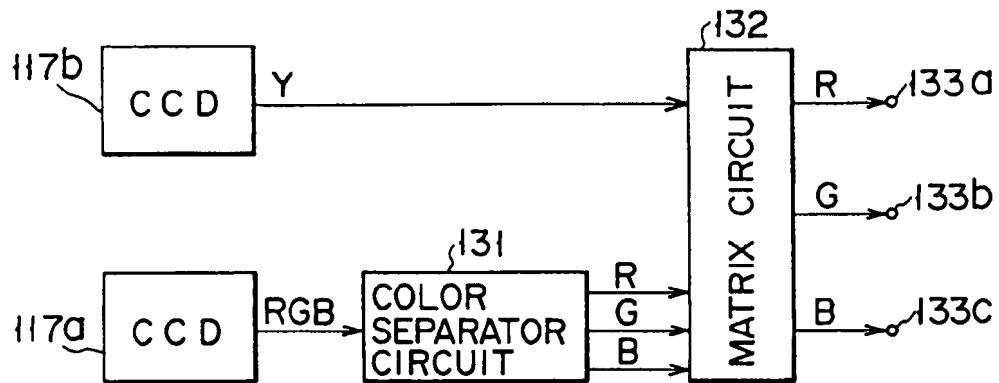 132
117b
CCD
Y
MATRIX CIRCUIT
R
133a
G
133b
131
117a
CCD
RGB
COLOR
SEPARATOR
CIRCUIT
R
G
B
B
133c